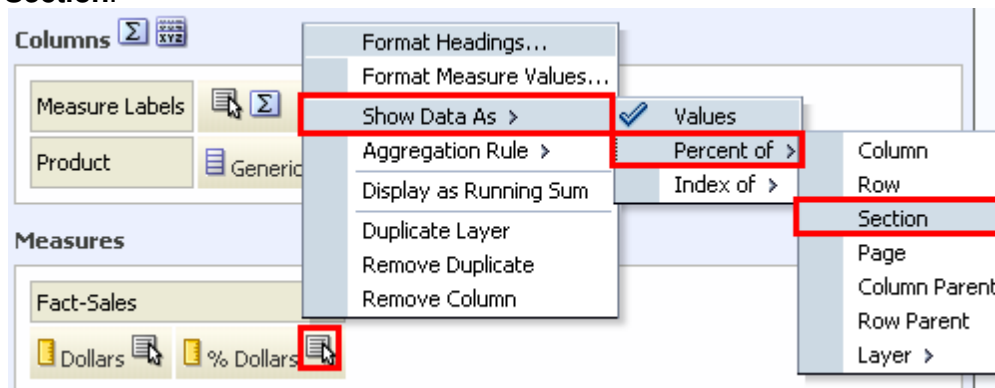 Section.
Columns
Format Headings...
Format Measure Values...
Measure Labels
Show Data As >
Values
Product
Generic
Aggregation Rule >
Percent of >
Column
Display as Running Sum
Index of >
Row
Section
Measures
Duplicate Layer
Page
Remove Duplicate
Column Parent
Fact-Sales
Remove Column
Row Parent
Dollars
% Dollars
Layer >